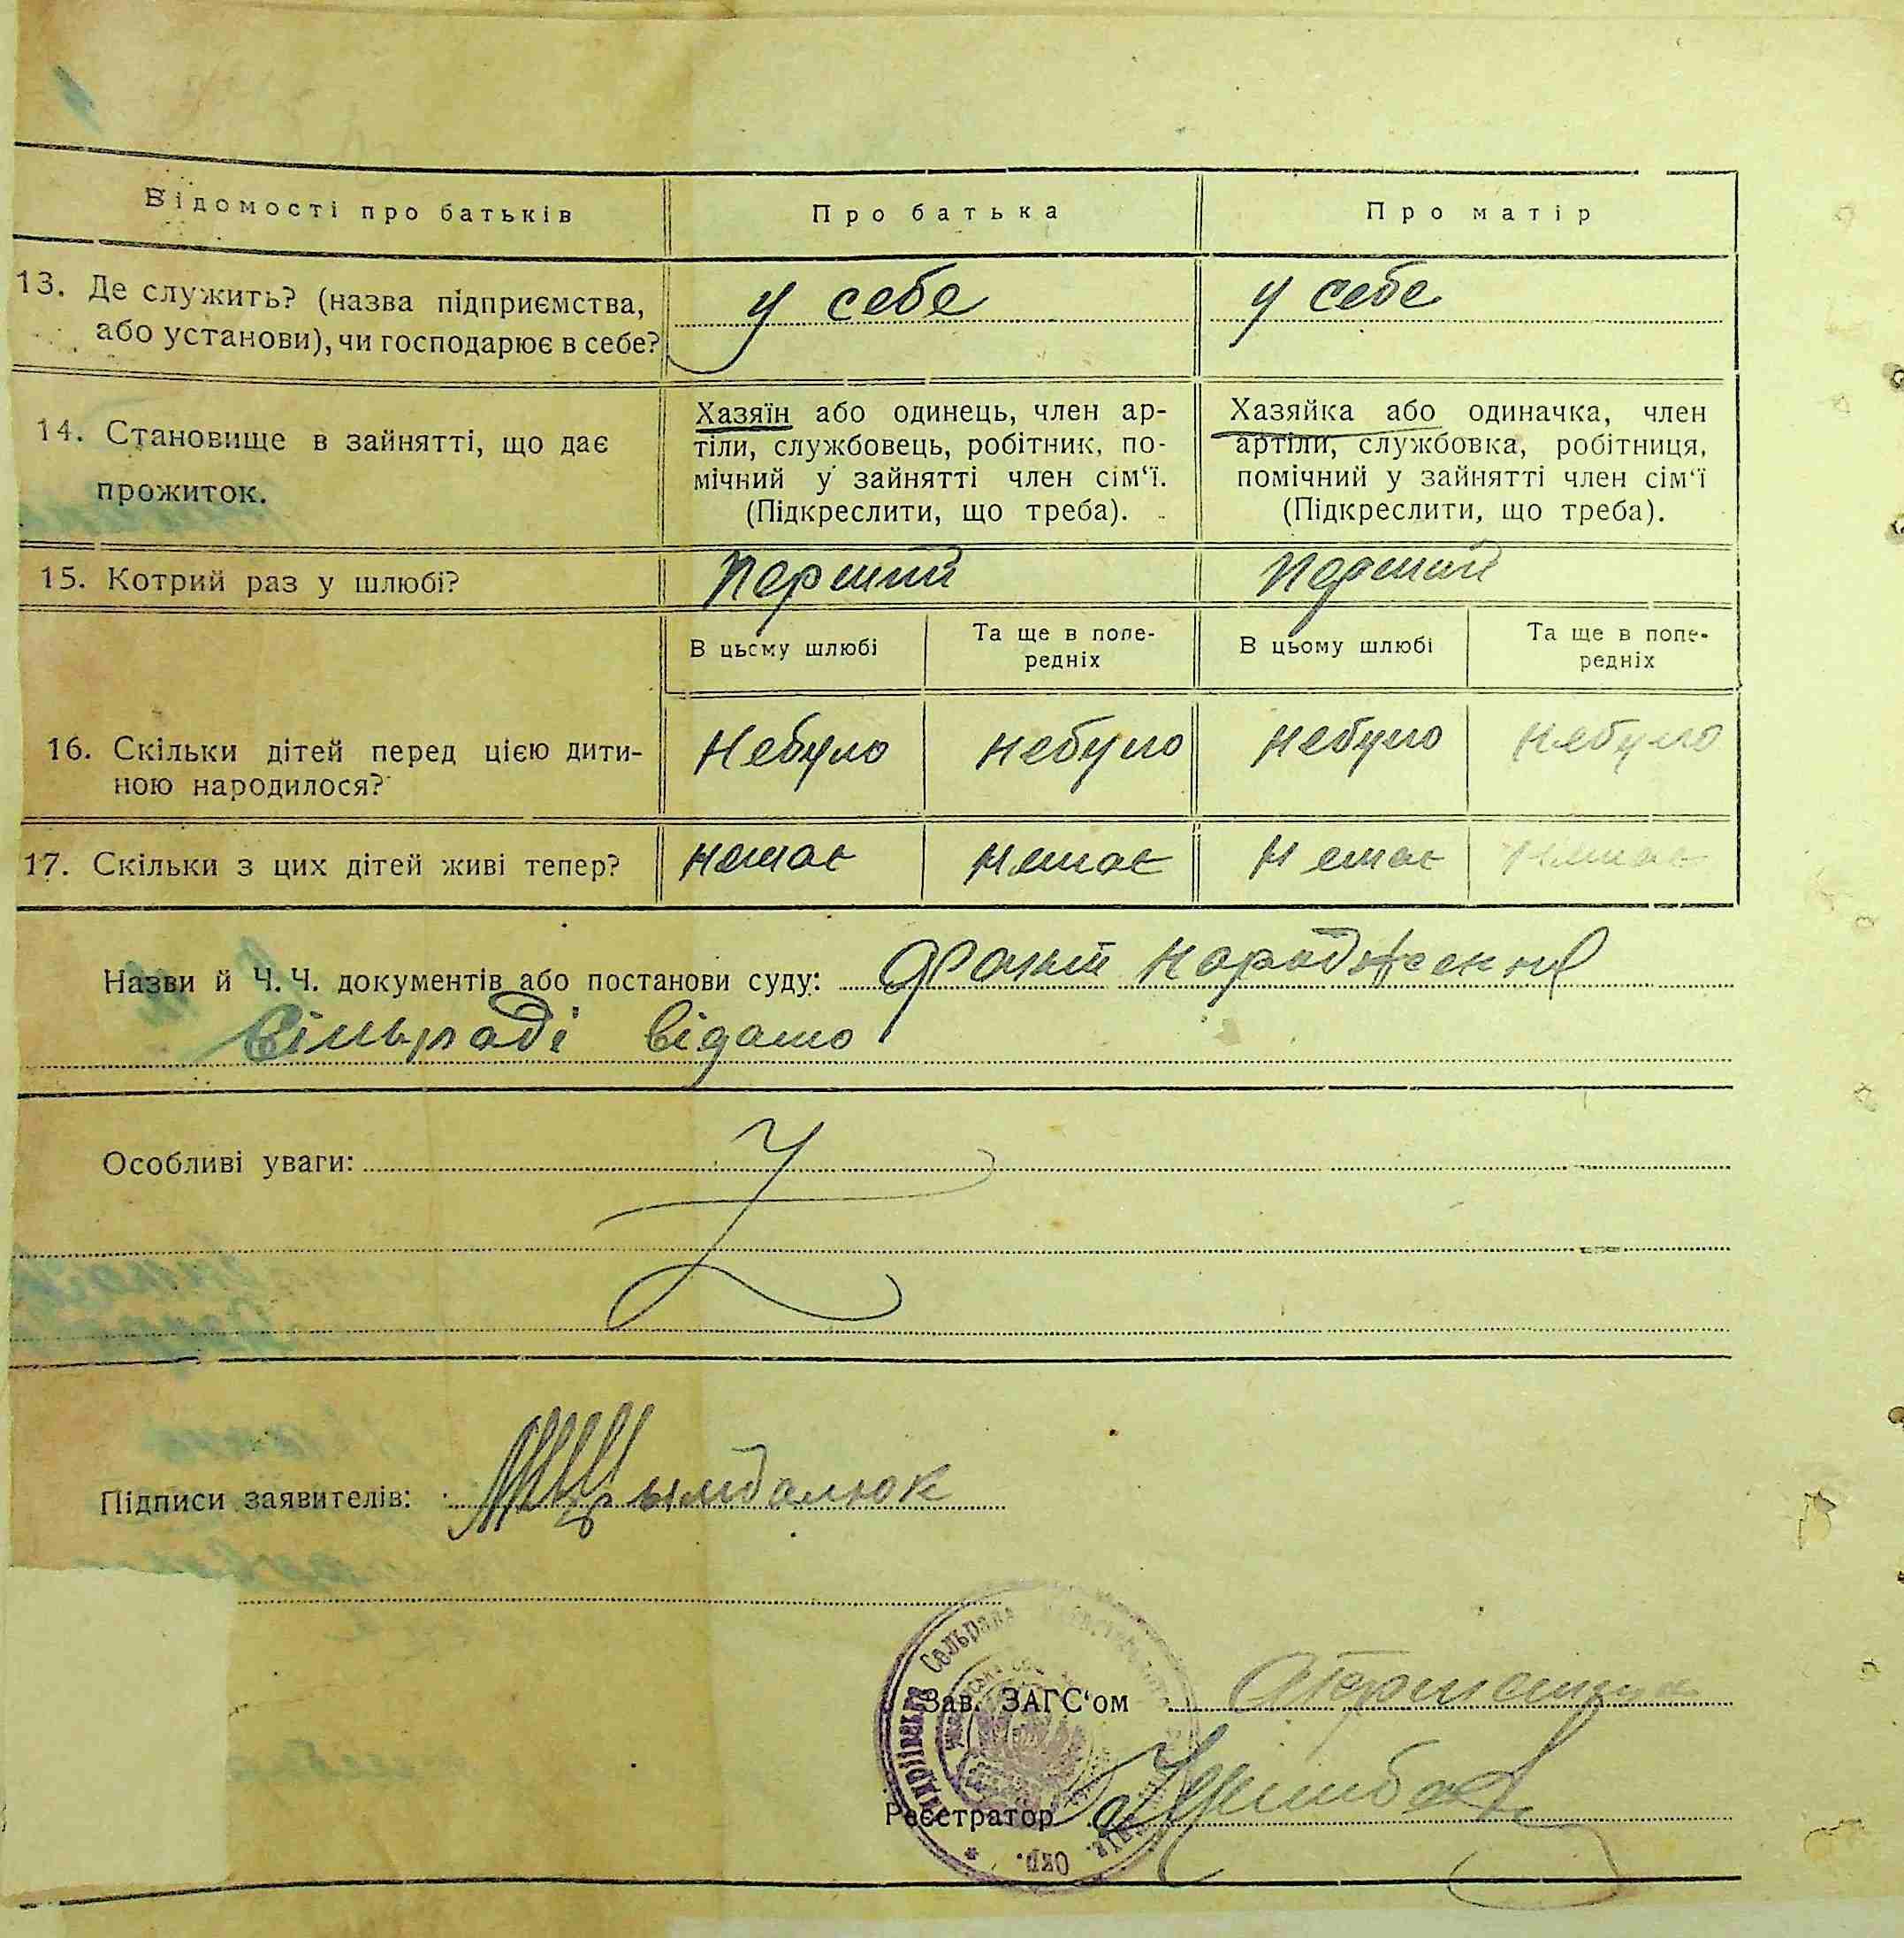 Відомості про батьків
Про батька
Про матір
13. Де служить? (назва підприємства,
або установи), чи господарює в себе?
у себе
у себе
14. Становище в зайнятті, що дає
прожиток.
Хазяїн або одинець, член ар-
тіли, службовець, робітник, по-
мічний у зайнятті член сім‘ї.
(Підкреслити, що треба).
Хазяйка або одиначка, член
артіли, службовка, робітниця,
помічний у зайнятті член сім‘ї
(Підкреслити, що треба).
15. Котрий раз у шлюбі?
Перший
Перший
В цьому шлюбі
Та ще в попе-
редніх
В цьому шлюбі
Та ще в попе-
редніх
16. Скільки дітей перед цією дити-
ною народилося?
Небуло
небуло
небуло
небуло
17. Скільки з цих дітей живі тепер?
немає
немає
немає
немає
Назви й Ч. Ч. документів або постанови суду: Факт народження
сільраді відамо
Особливі уваги:
Підписи заявителів:
Зав. ЗАГС‘ом
Реєстратор
Сельрада
Окр.